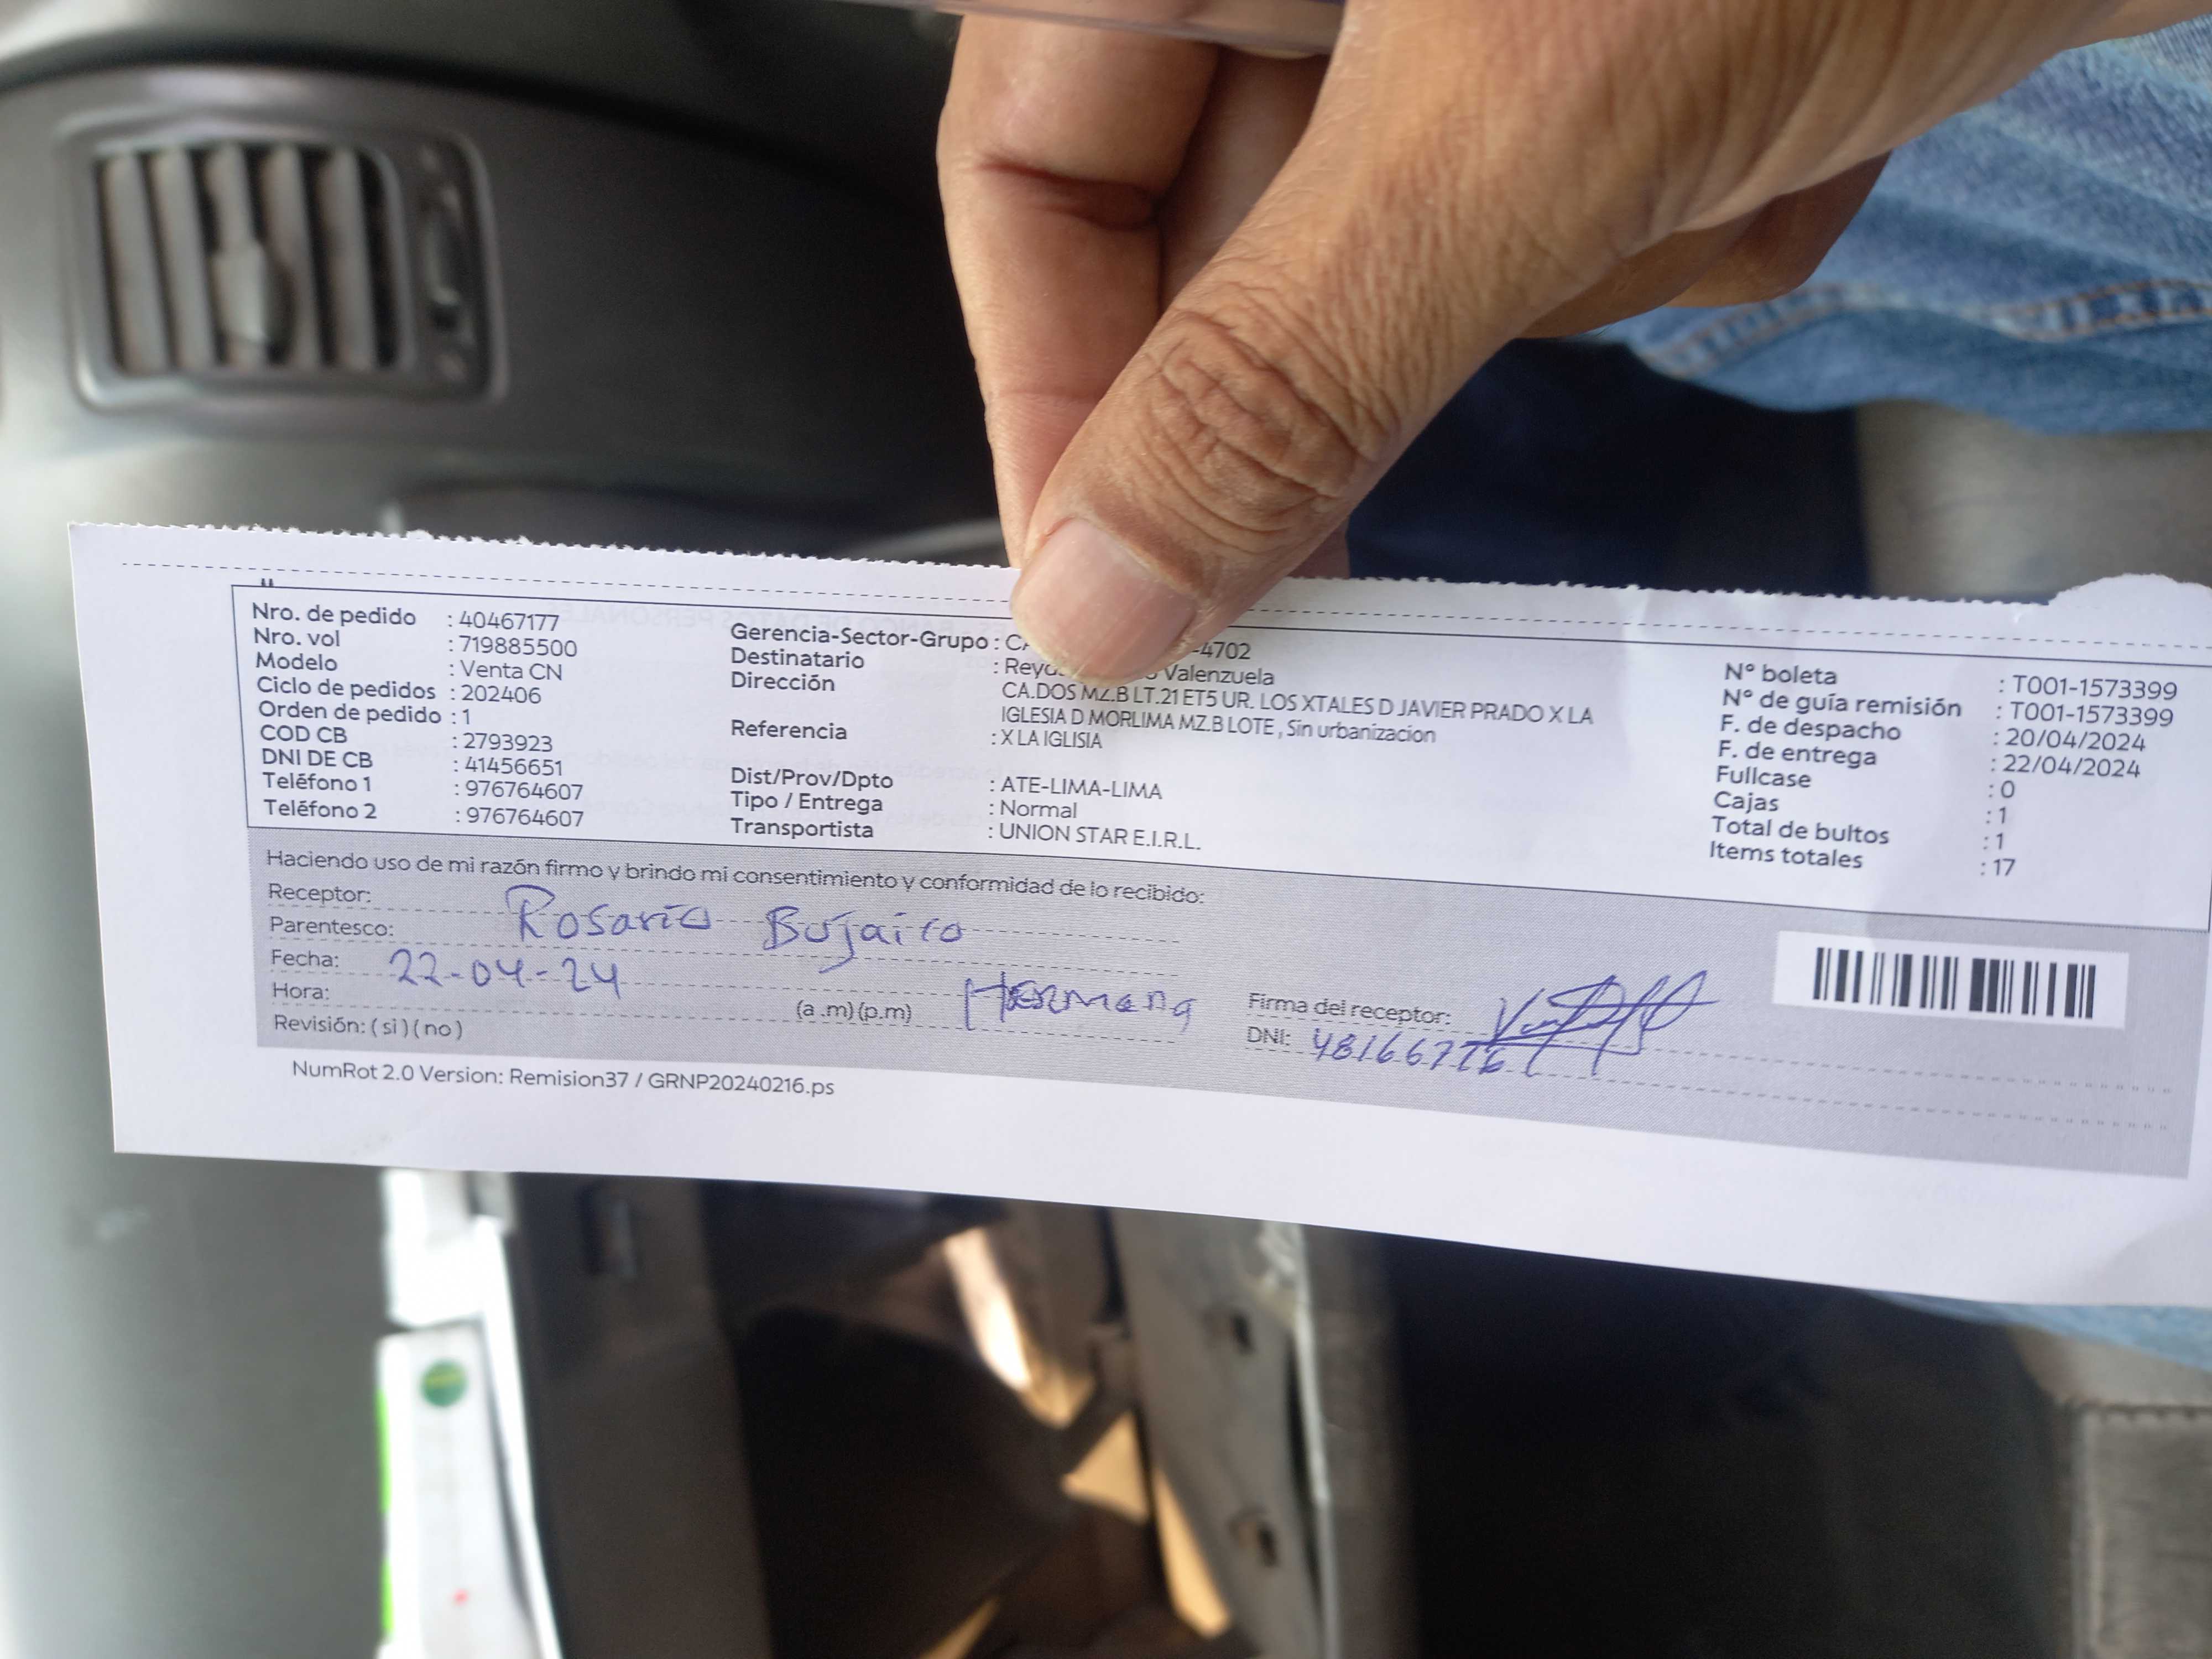 Nro. de pedido : 40467177
Nro. vol : 719885500
Modelo : Venta CN
Ciclo de pedidos : 202406
Orden de pedido : 1
COD CB : 2793923
DNI DE CB : 41456651
Teléfono 1 : 976764607
Teléfono 2 : 976764607
Gerencia-Sector-Grupo : -4702
Destinatario : Valenzuela
Dirección CA.DOS MZ.B LT.21 ET5 UR. LOS XTALES D JAVIER PRADO X LA
IGLESIA D MORLIMA MZ.B LOTE , Sin urbanizacion
Referencia : X LA IGLISIA
Dist/Prov/Dpto : ATE-LIMA-LIMA
Tipo / Entrega : Normal
Transportista : UNION STAR E.I.R.L.
N° boleta : T001-1573399
N° de guía remisión : T001-1573399
F. de despacho : 20/04/2024
F. de entrega : 22/04/2024
Fullcase : 0
Cajas : 1
Total de bultos : 1
Items totales : 17
Haciendo uso de mi razón firmo y brindo mi consentimiento y conformidad de lo recibido:
Receptor: Rosario
Parentesco:
Fecha: 22-04-24
Hora: (a .m) (p.m) Hermana
Revisión: ( si ) ( no )
Firma del receptor:
DNI:
NumRot 2.0 Version: Remision37 / GRNP20240216.ps